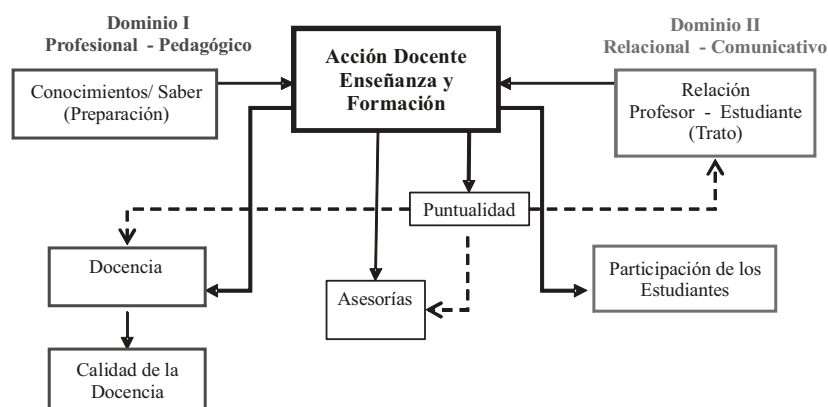 Dominio I
Profesional - Pedagógico
Acción Docente
Enseñanza y
Formación
Dominio II
Relacional - Comunicativo
Conocimientos/ Saber
(Preparación)
Relación
Profesor - Estudiante
(Trato)
Puntualidad
Docencia
Asesorías
Participación de los
Estudiantes
Calidad de la
Docencia